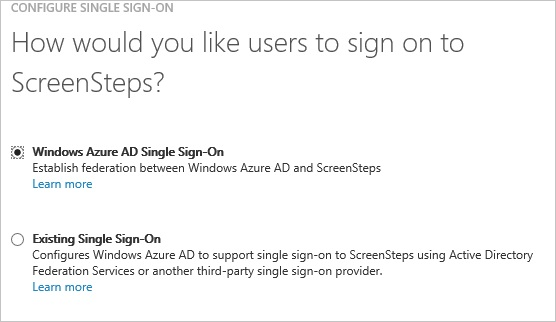 CONFIGURE SINGLE SIGN-ON
How would you like users to sign on to
ScreenSteps?
Windows Azure AD Single Sign-On
Establish federation between Windows Azure AD and ScreenSteps
Learn more
Existing Single Sign-On
Configures Windows Azure AD to support single sign-on to ScreenSteps using Active Directory
Federation Services or another third-party single sign-on provider.
Learn more